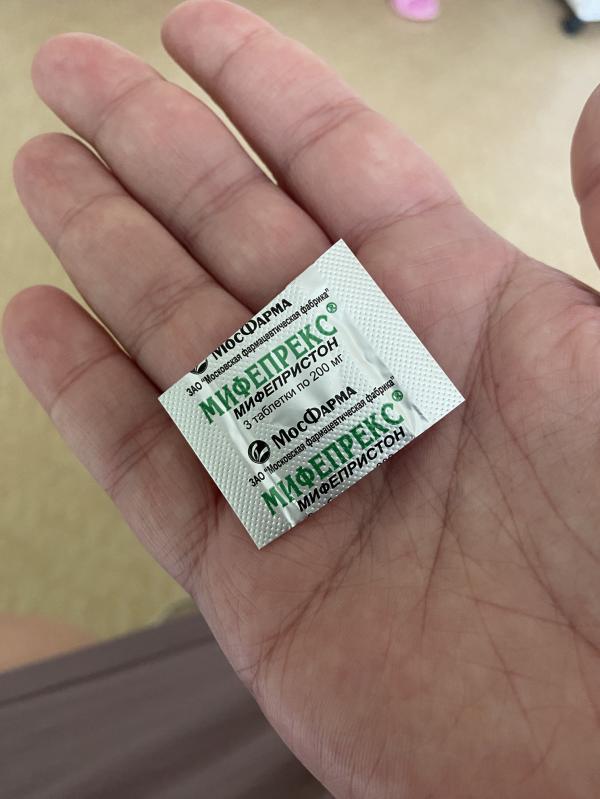 МосФАРМА
ЗАО "Московская фармацевтическая фабрика"
МИФЕПРЕКС®
МИФЕПРИСТОН
3 таблетки по 200 мг
МосФАРМА
ЗАО "Московская фармацевтическая фабрика"
МИФЕПРЕКС®
МИФЕПРИСТОН